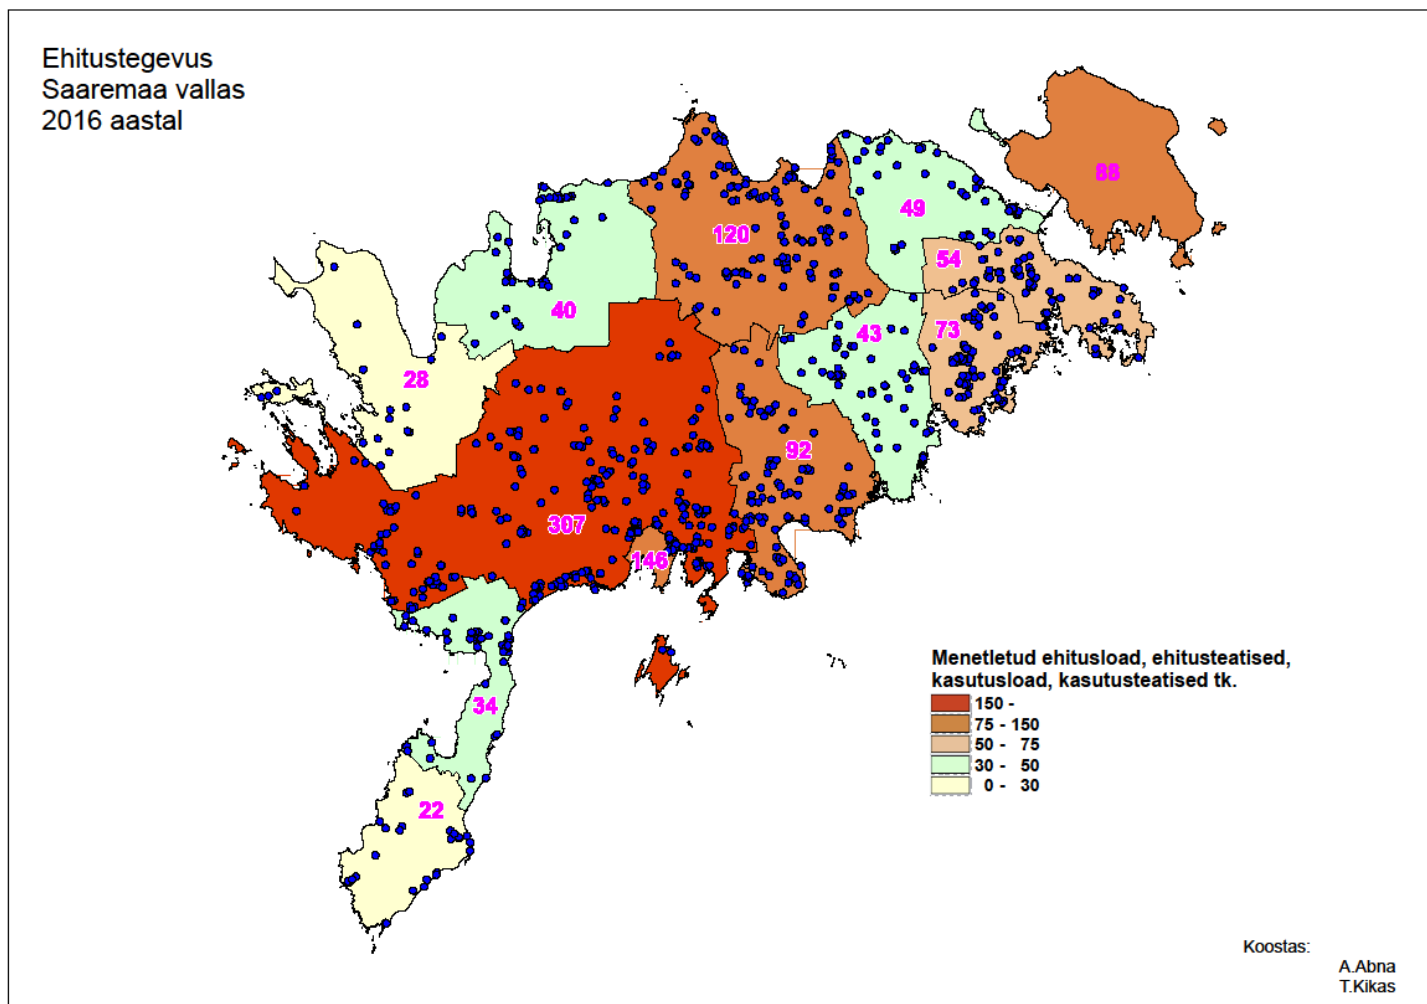 Ehitustegevus
Saaremaa vallas
2016 aastal
88
49
120
54
40
43
73
28
92
307
146
34
22
Menetletud ehitusload, ehitusteatised,
kasutusload, kasutusteatised tk.
150 -
75 - 150
50 - 75
30 - 50
0 - 30
Koostas:
A.Abna
T.Kikas